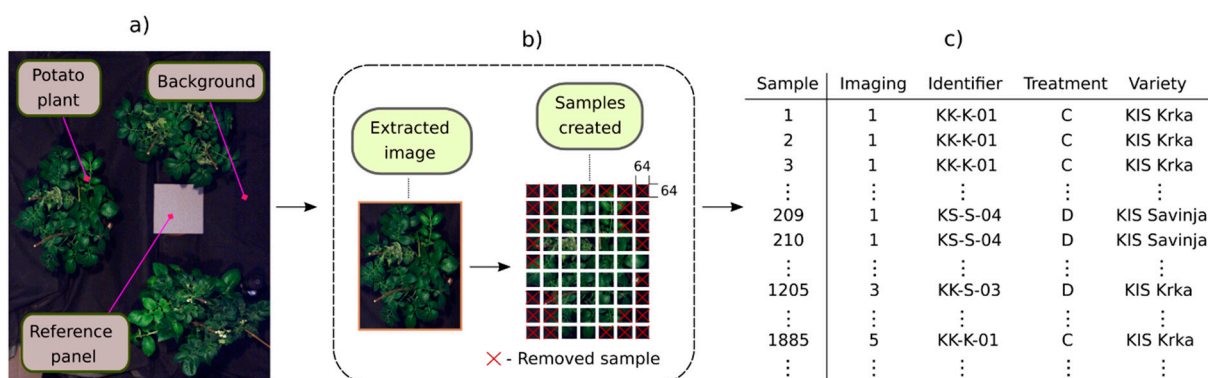 a)
Potato
plant
Background
Reference
panel
b)
Extracted
image
Samples
created
64
64
- Removed sample
c)
Sample Imaging Identifier Treatment Variety
1 1 KK-K-01 C KIS Krka
2 1 KK-K-01 C KIS Krka
3 1 KK-K-01 C KIS Krka
⋮ ⋮ ⋮ ⋮ ⋮
209 1 KS-S-04 D KIS Savinja
210 1 KS-S-04 D KIS Savinja
⋮ ⋮ ⋮ ⋮ ⋮
1205 3 KK-S-03 D KIS Krka
⋮ ⋮ ⋮ ⋮ ⋮
1885 5 KK-K-01 C KIS Krka
⋮ ⋮ ⋮ ⋮ ⋮